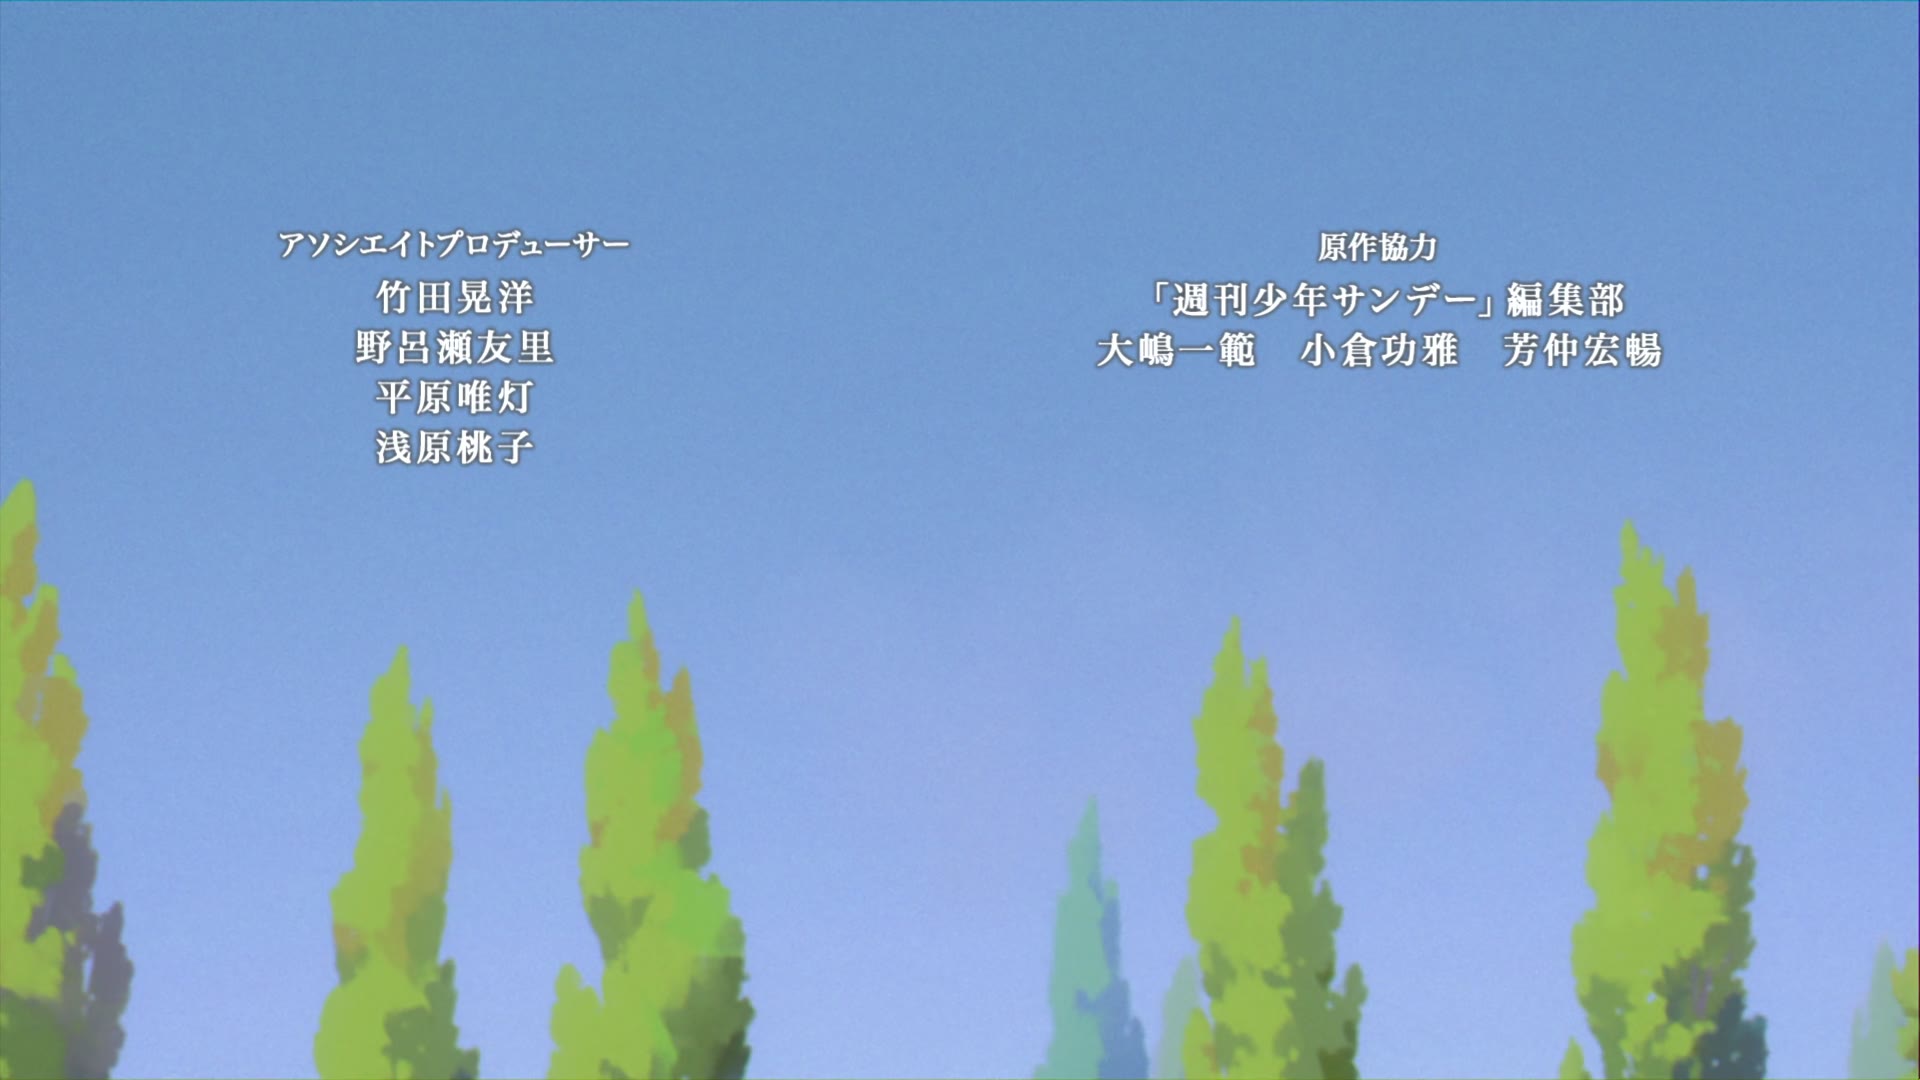 アソシエイトプロデューサー
竹田晃洋
野呂瀬友里
平原唯灯
浅原桃子
原作協力
「週刊少年サンデー」編集部
大嶋一範　小倉功雅　芳仲宏暢